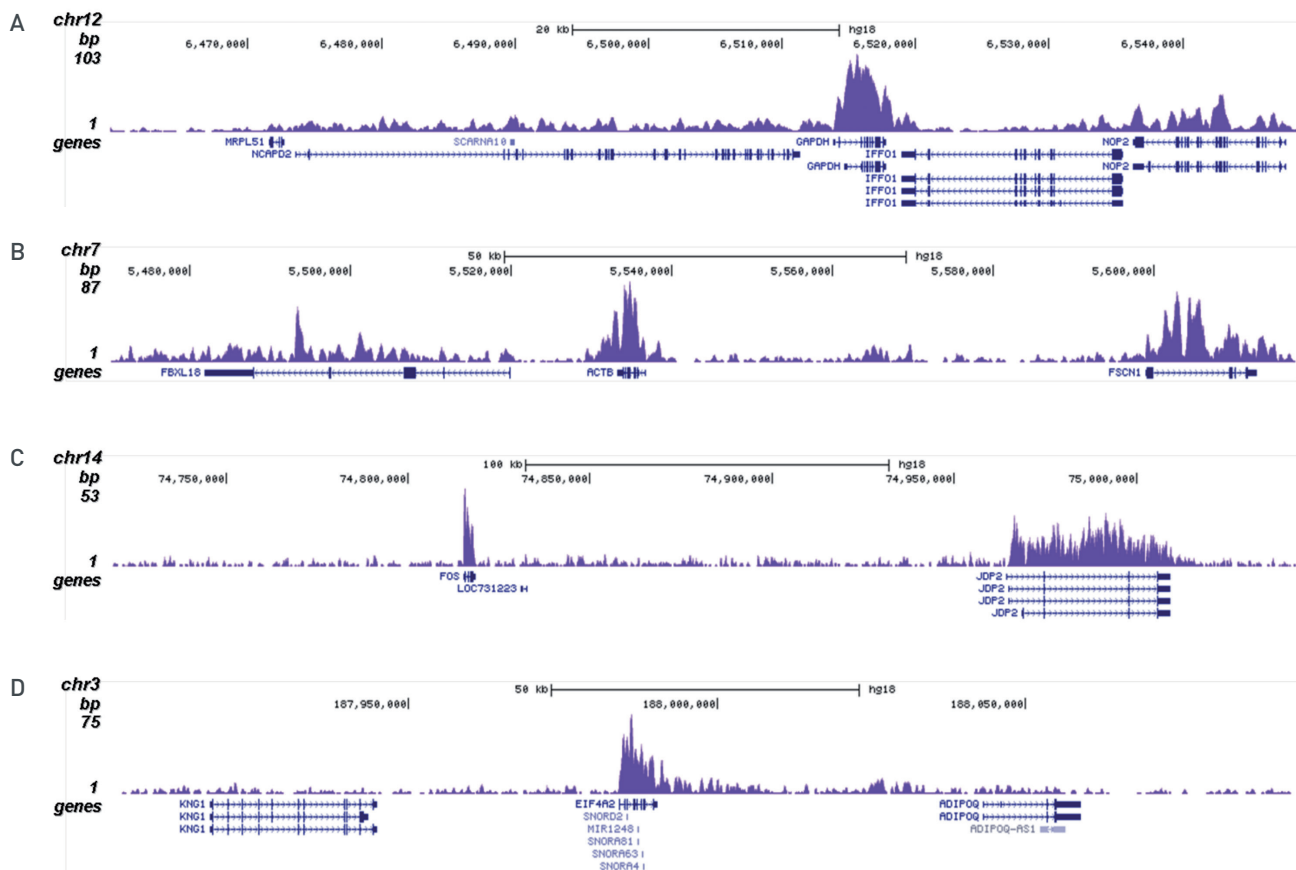 A
chr12
20 kb hg18
bp
6,470,000 6,480,000 6,490,000 6,500,000 6,510,000 6,520,000 6,530,000 6,540,000
103
1
genes
MRPL51 SCARNA10 GAPDH NOP2
NCAPD2 IFFO1
GAPDH NOP2
IFFO1
IFFO1
IFFO1
B
chr7
50 kb hg18
bp
5,480,000 5,500,000 5,520,000 5,540,000 5,560,000 5,580,000 5,600,000
87
1
genes
FBXL18 ACTB FSCN1
C
chr14
100 kb hg18
bp
74,750,000 74,800,000 74,850,000 74,900,000 74,950,000 75,000,000
53
1
genes
FOS JDP2
LOC731223 JDP2
JDP2
JDP2
D
chr3
50 kb hg18
bp
187,950,000 188,000,000 188,050,000
75
1
genes
KNG1 EIF4A2 ADIPOQ
KNG1 SNORD2 ADIPOQ
KNG1 MIR1248 ADIPOQ-AS1
SNORA81
SNORA63
SNORA4